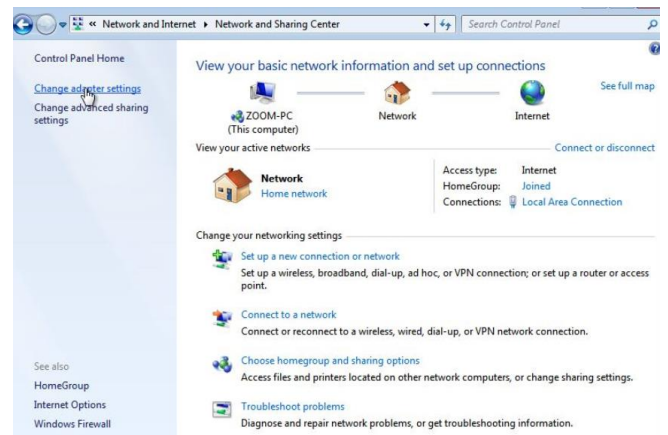 « Network and Internet ▸ Network and Sharing Center
Search Control Panel
Control Panel Home
Change adapter settings
Change advanced sharing
settings
See also
HomeGroup
Internet Options
Windows Firewall
View your basic network information and set up connections
See full map
ZOOM-PC
(This computer)
Network
Internet
View your active networks
Connect or disconnect
Network
Home network
Access type: Internet
HomeGroup: Joined
Connections: Local Area Connection
Change your networking settings
Set up a new connection or network
Set up a wireless, broadband, dial-up, ad hoc, or VPN connection; or set up a router or access
point.
Connect to a network
Connect or reconnect to a wireless, wired, dial-up, or VPN network connection.
Choose homegroup and sharing options
Access files and printers located on other network computers, or change sharing settings.
Troubleshoot problems
Diagnose and repair network problems, or get troubleshooting information.